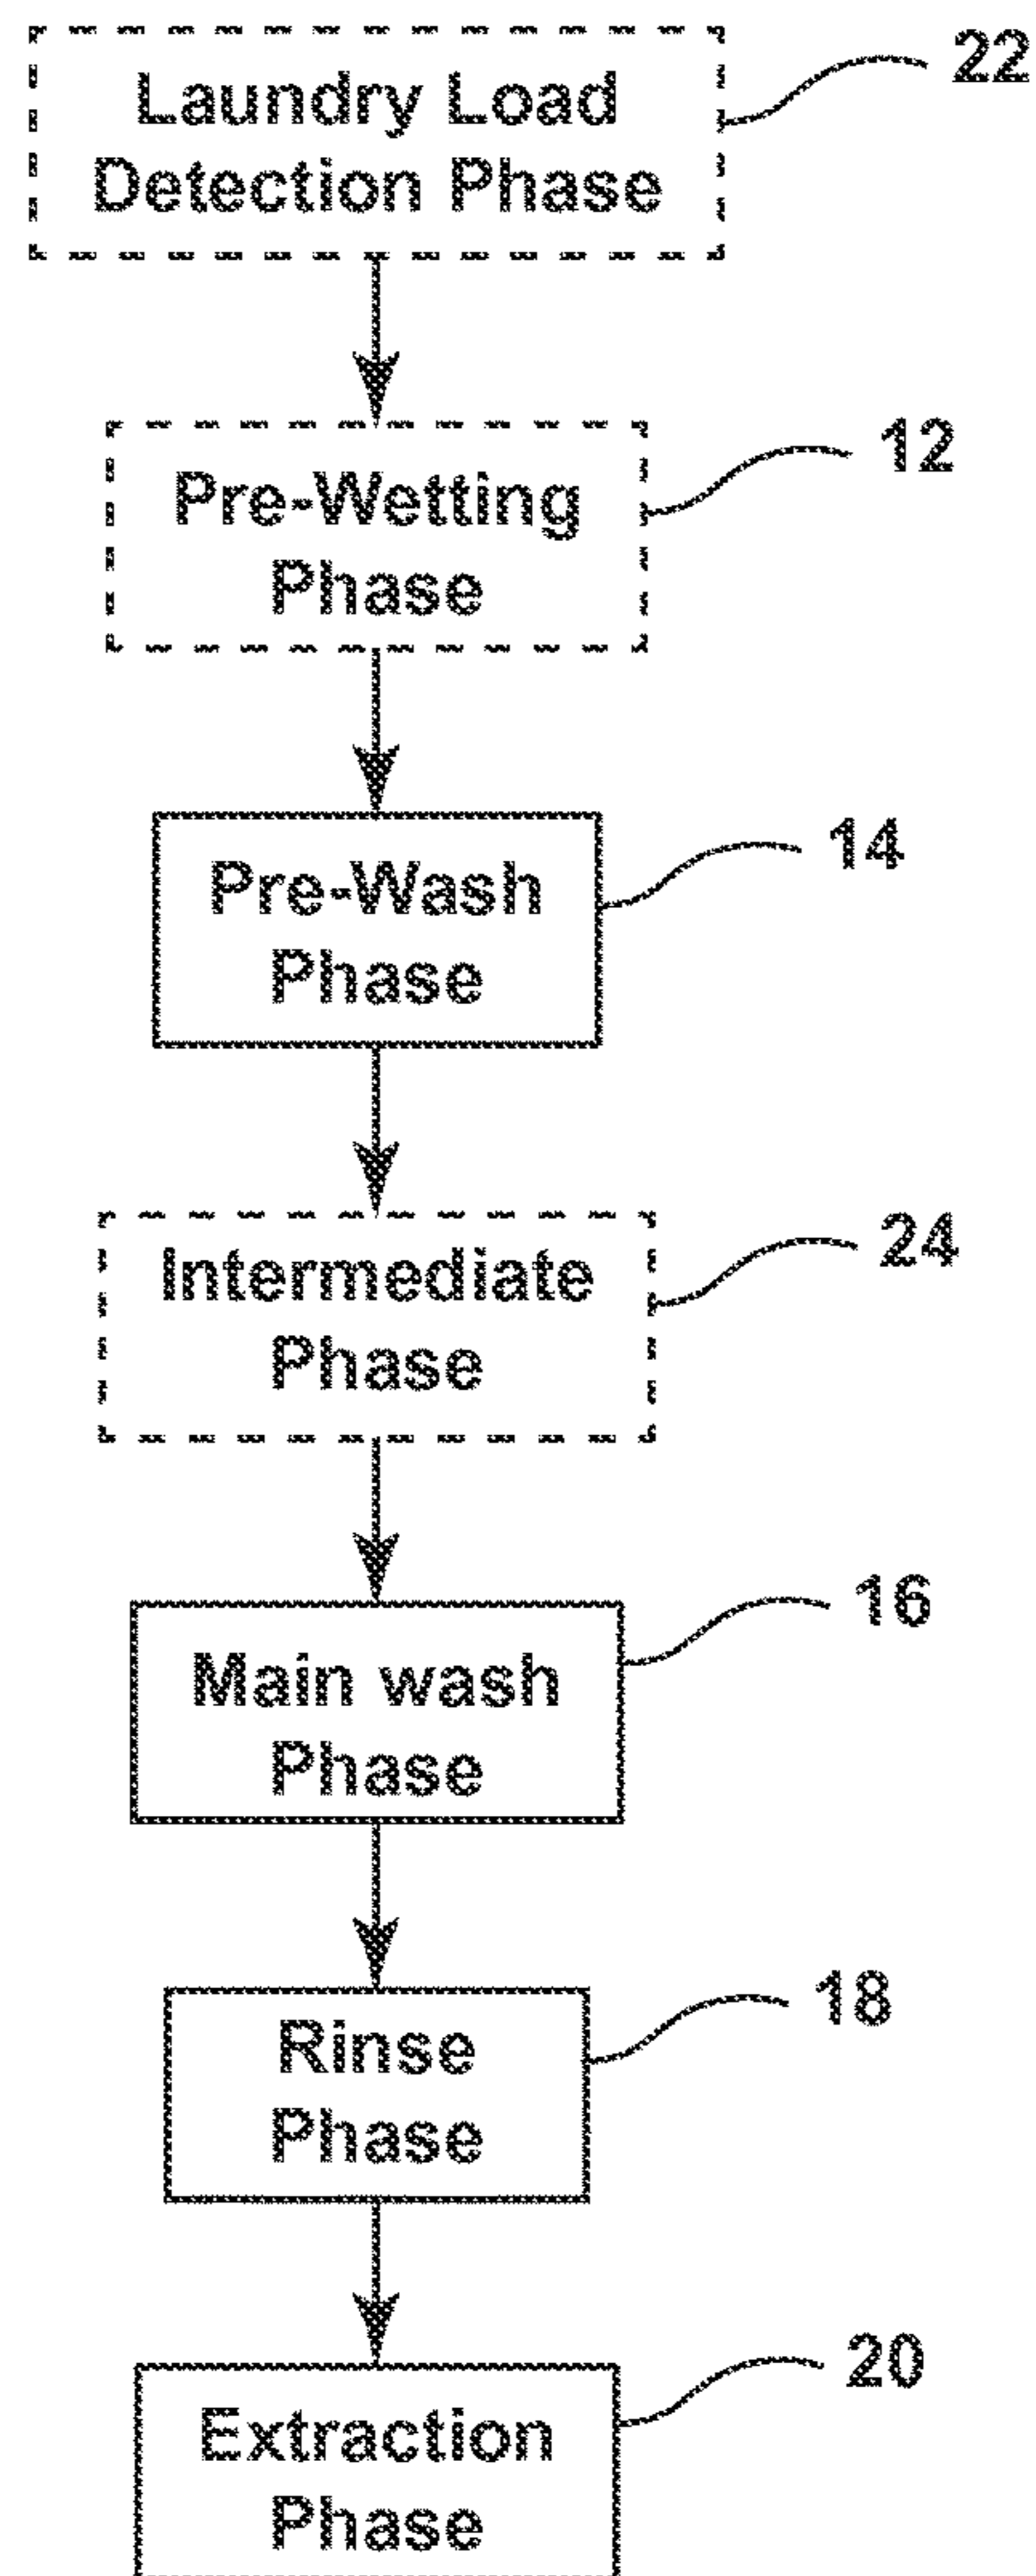 22
Laundry Load
Detection Phase
12
Pre-Wetting
Phase
14
Pre-Wash
Phase
24
Intermediate
Phase
16
Main wash
Phase
18
Rinse
Phase
20
Extraction
Phase